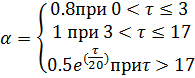 α = { 0.8при 0 < τ ≤ 3
1 при 3 < τ ≤ 17
0.5e^(τ/20) приτ > 17